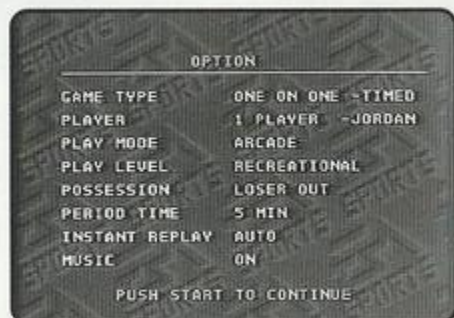 OPTION
GAME TYPE ONE ON ONE -TIMED
PLAYER 1 PLAYER -JORDAN
PLAY MODE ARCADE
PLAY LEVEL RECREATIONAL
POSSESSION LOSER OUT
PERIOD TIME 5 MIN
INSTANT REPLAY AUTO
MUSIC ON
PUSH START TO CONTINUE
SPORTS